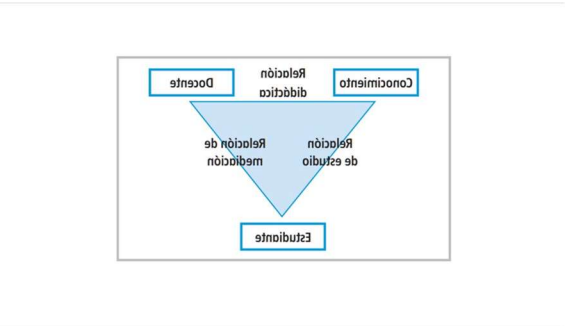 Conocimiento
Relación
didáctica
Docente
Relación
de estudio
Relación de
mediación
Estudiante